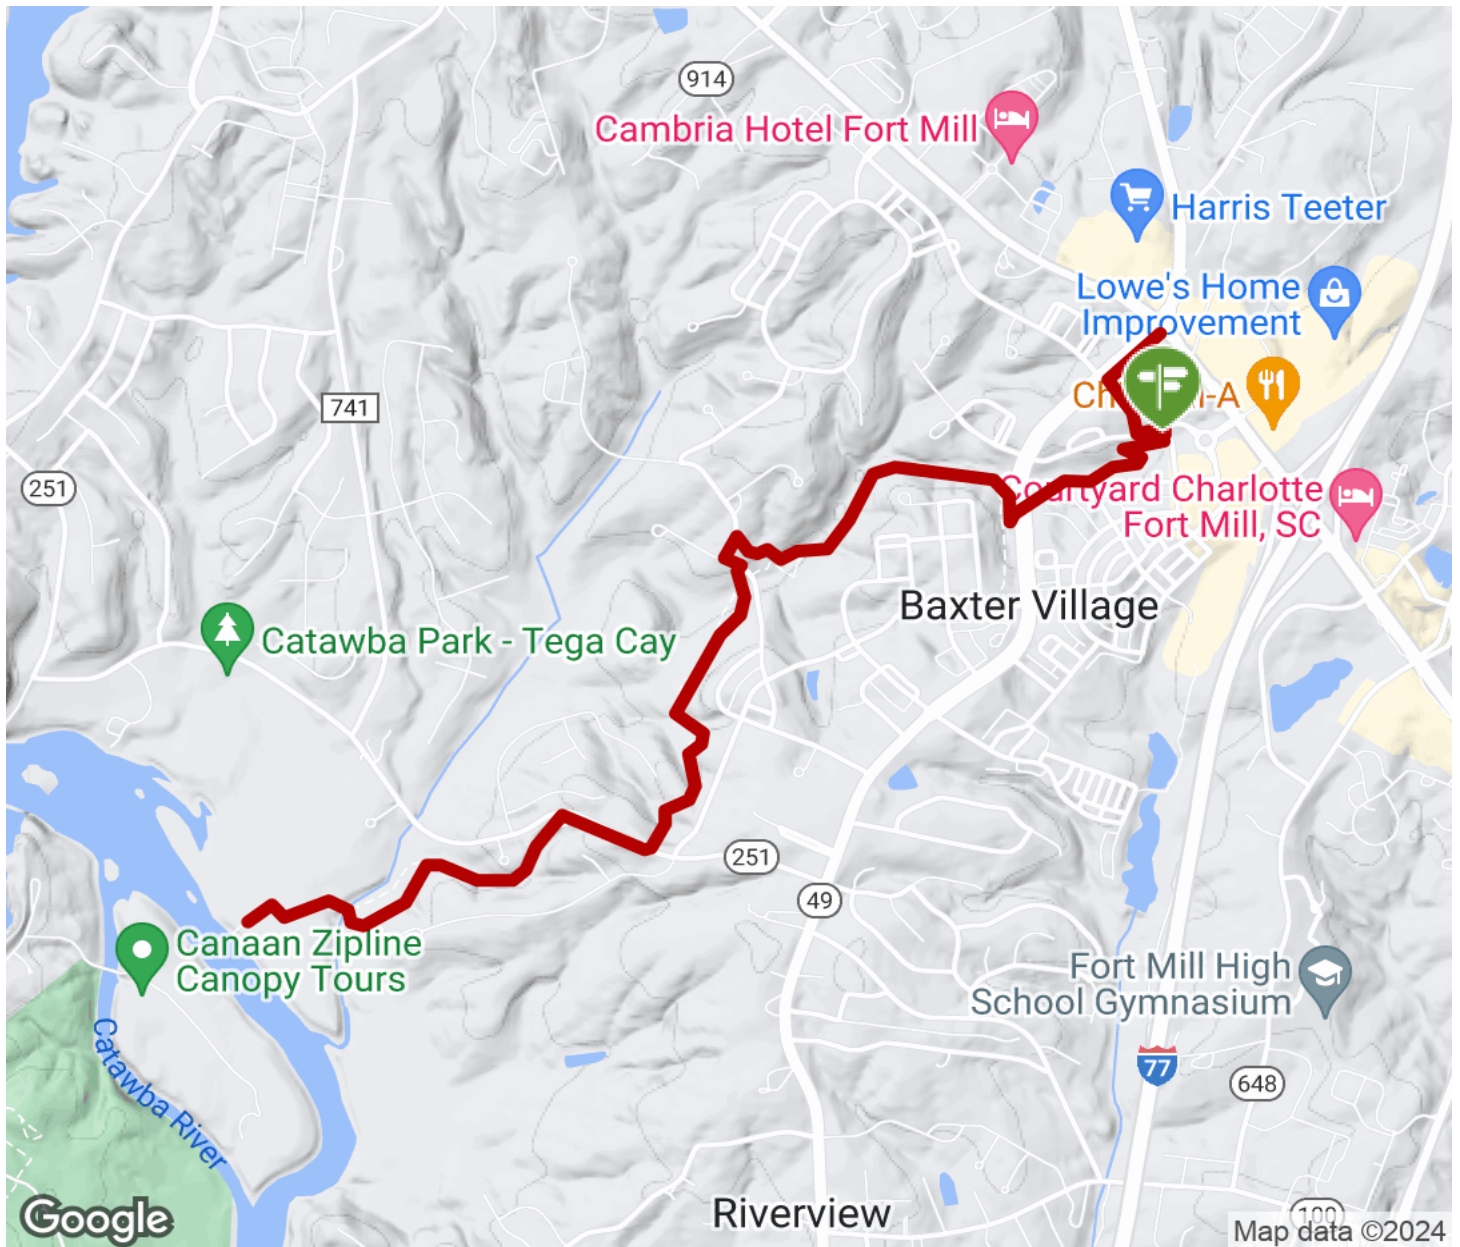 914
Cambria Hotel Fort Mill
Harris Teeter
Lowe's Home
Improvement
741
251
Courtyard Charlotte
Fort Mill, SC
Baxter Village
Catawba Park - Tega Cay
251
49
Canaan Zipline
Canopy Tours
Fort Mill High
School Gymnasium
Catawba River
77
648
Riverview
100
Google
Map data ©2024